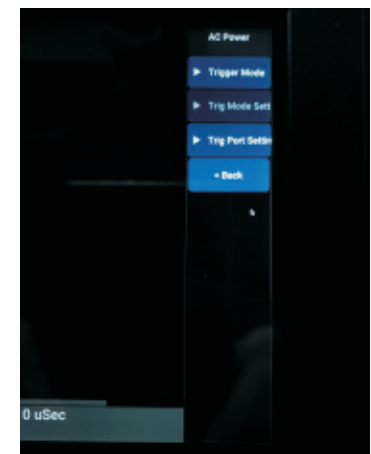 AC Power
▶ Trigger Mode
▶ Trig Mode Sett
▶ Trig Port Settin
< Back
0 uSec